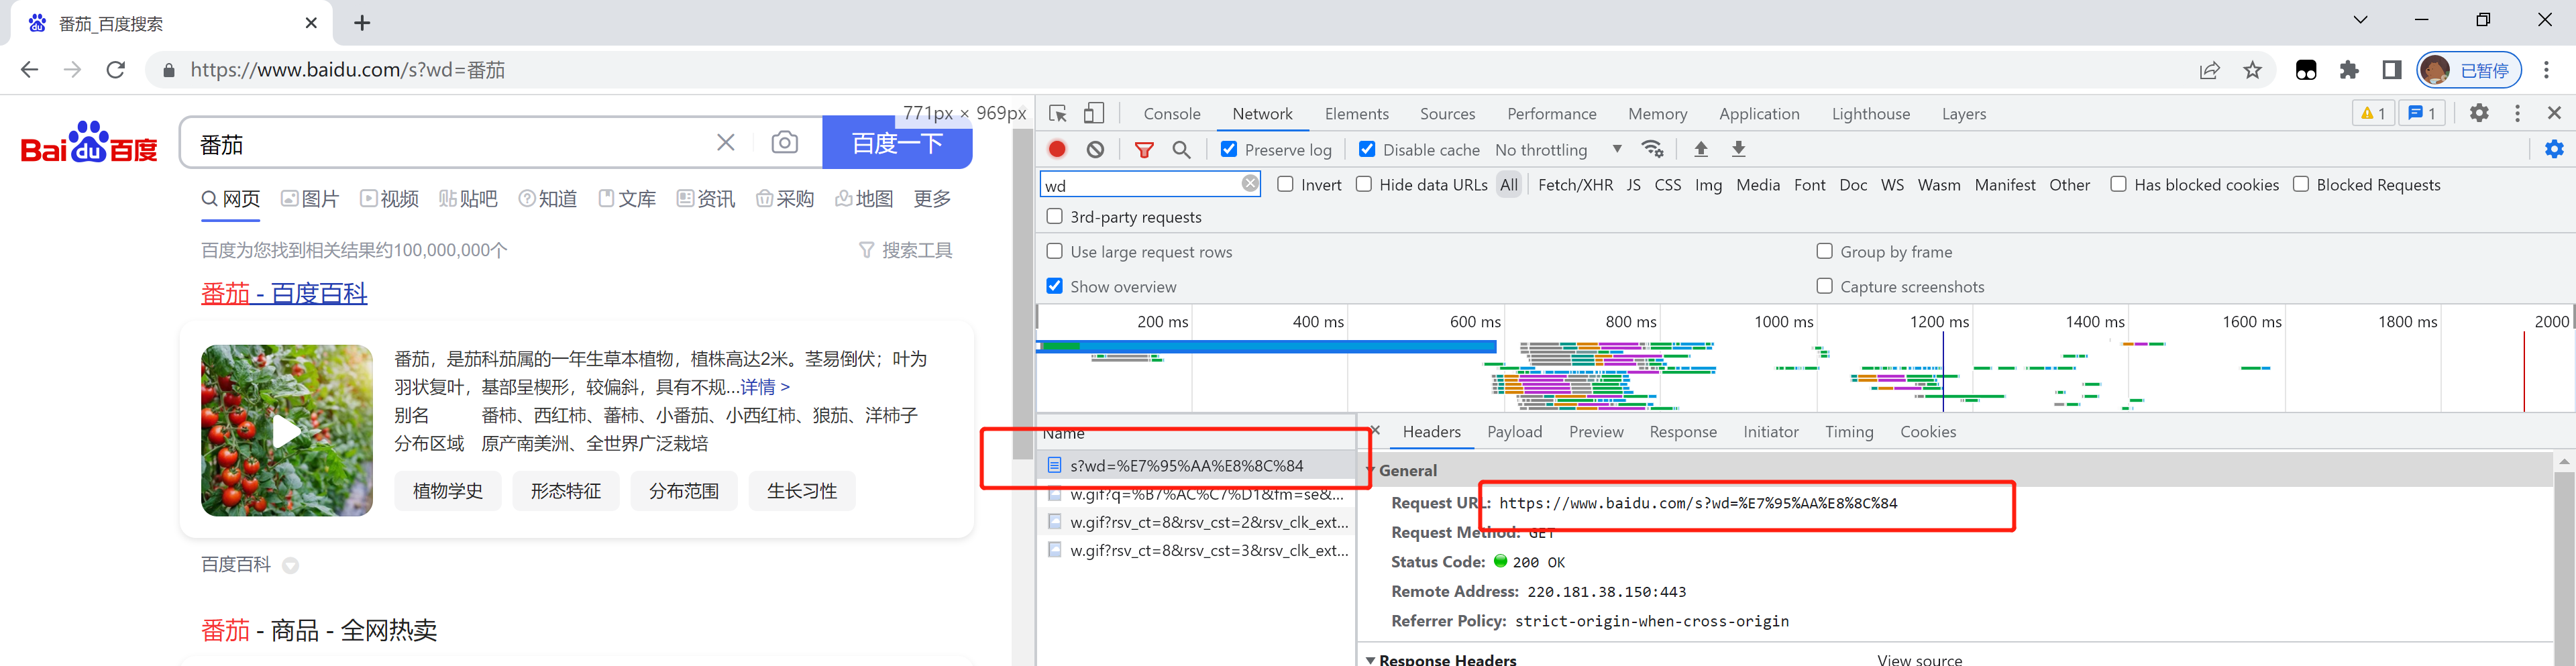 番茄_百度搜索
https://www.baidu.com/s?wd=番茄
已暂停
771px × 969px
Bai du 百度
番茄
百度一下
网页 图片 视频 贴吧 知道 文库 资讯 采购 地图 更多
百度为您找到相关结果约100,000,000个
搜索工具
番茄 - 百度百科
番茄，是茄科茄属的一年生草本植物，植株高达2米。茎易倒伏；叶为
羽状复叶，基部呈楔形，较偏斜，具有不规...详情 >
别名 番柿、西红柿、蕃柿、小番茄、小西红柿、狼茄、洋柿子
分布区域 原产南美洲、全世界广泛栽培
植物学史 形态特征 分布范围 生长习性
百度百科
番茄 - 商品 - 全网热卖
Console Network Elements Sources Performance Memory Application Lighthouse Layers
1 1
Preserve log Disable cache No throttling
wd
Invert Hide data URLs All Fetch/XHR JS CSS Img Media Font Doc WS Wasm Manifest Other Has blocked cookies Blocked Requests
3rd-party requests
Use large request rows Group by frame
Show overview Capture screenshots
200 ms 400 ms 600 ms 800 ms 1000 ms 1200 ms 1400 ms 1600 ms 1800 ms 2000
Name
s?wd=%E7%95%AA%E8%8C%84
w.gif?q=%B7%AC%C7%D1&fm=se&...
w.gif?rsv_ct=8&rsv_cst=2&rsv_clk_ext...
w.gif?rsv_ct=8&rsv_cst=3&rsv_clk_ext...
Headers Payload Preview Response Initiator Timing Cookies
General
Request URL: https://www.baidu.com/s?wd=%E7%95%AA%E8%8C%84
Request Method: GET
Status Code: 200 OK
Remote Address: 220.181.38.150:443
Referrer Policy: strict-origin-when-cross-origin
Response Headers View source